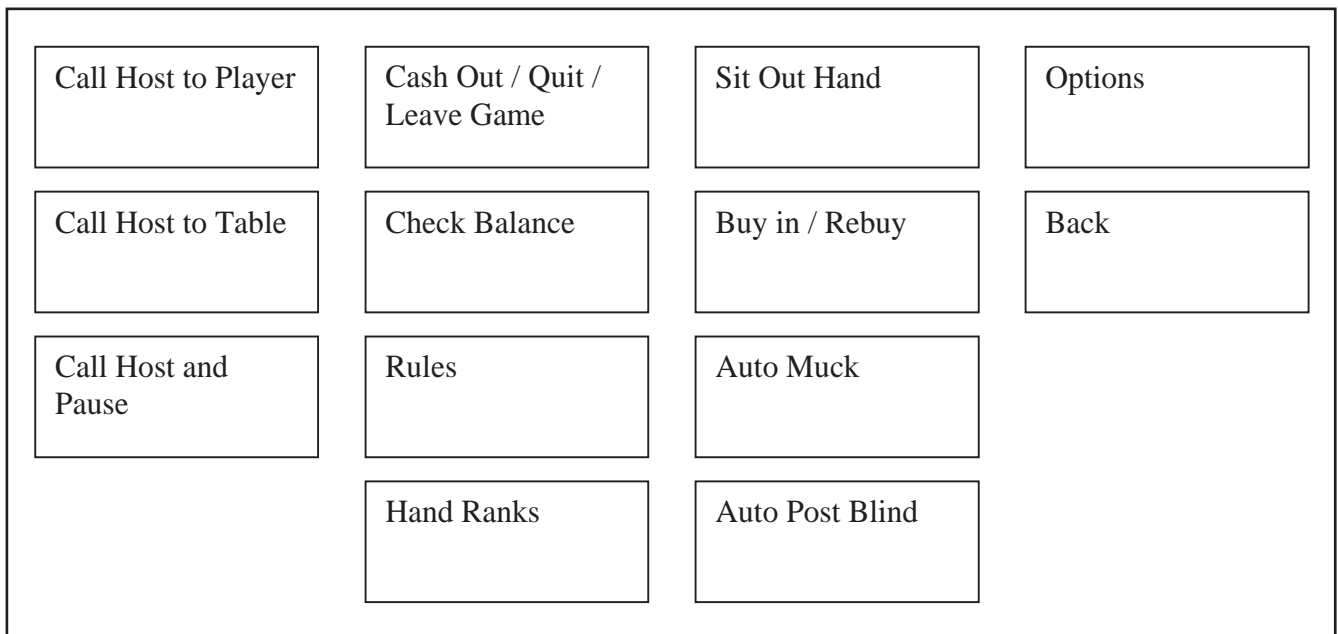 Call Host to Player
Cash Out / Quit /
Leave Game
Sit Out Hand
Options
Call Host to Table
Check Balance
Buy in / Rebuy
Back
Call Host and
Pause
Rules
Auto Muck
Hand Ranks
Auto Post Blind